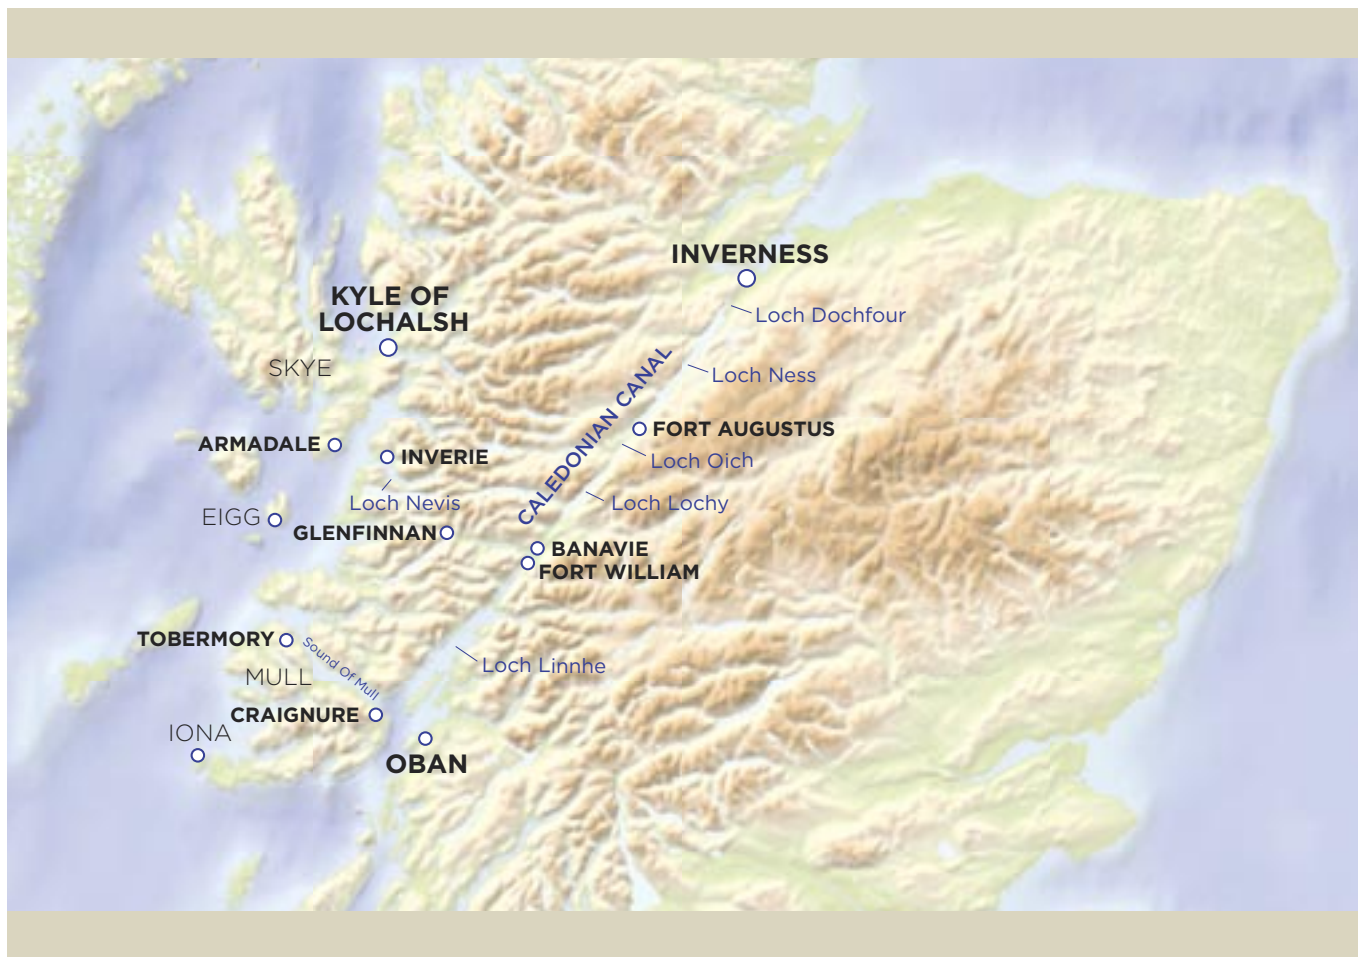 INVERNESS
KYLE OF
LOCHALSH
Loch Dochfour
SKYE
Loch Ness
CALEDONIAN CANAL
FORT AUGUSTUS
ARMADALE
INVERIE
Loch Oich
Loch Nevis
Loch Lochy
EIGG
GLENFINNAN
BANAVIE
FORT WILLIAM
TOBERMORY
Sound Of Mull
Loch Linnhe
MULL
CRAIGNURE
IONA
OBAN